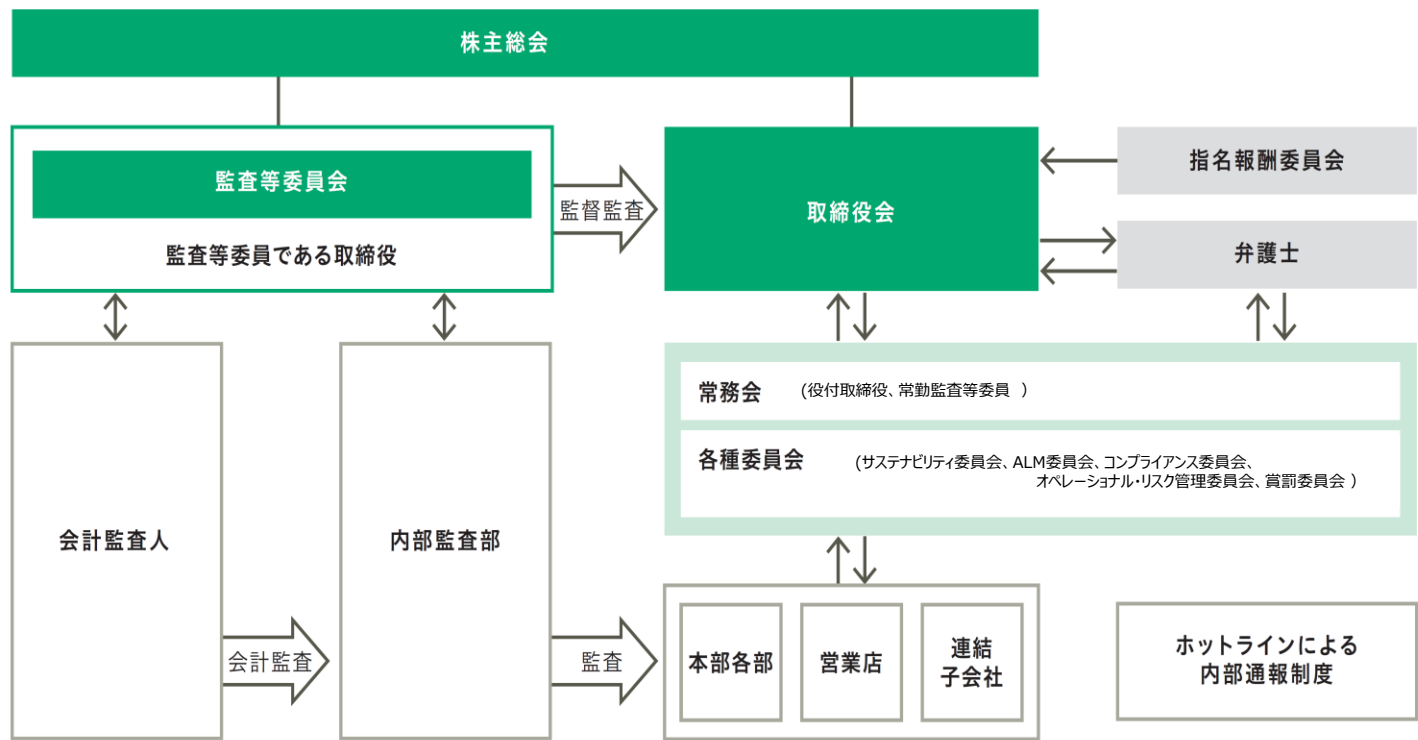 株主総会
監査等委員会
監査等委員である取締役
監督監査
取締役会
指名報酬委員会
弁護士
常務会 (役付取締役、常勤監査等委員 )
各種委員会 (サステナビリティ委員会、ALM委員会、コンプライアンス委員会、
オペレーショナル・リスク管理委員会、賞罰委員会 )
会計監査人
会計監査
内部監査部
監査
本部各部
営業店
連結
子会社
ホットラインによる
内部通報制度